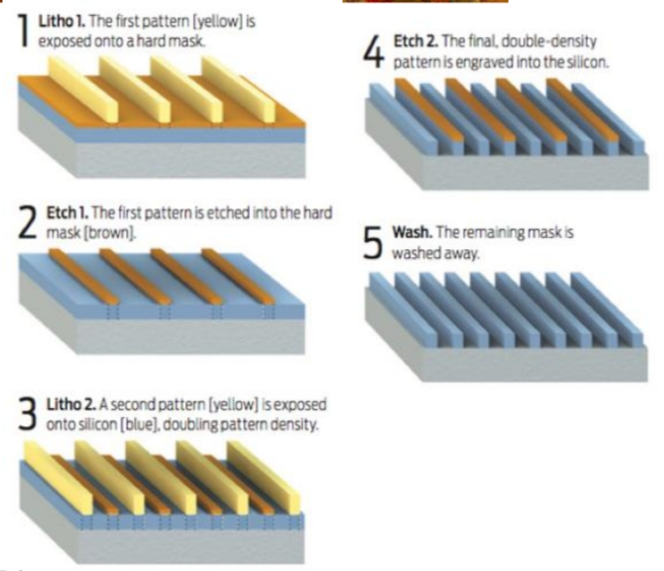 1 Litho 1. The first pattern [yellow] is
exposed onto a hard mask.
2 Etch 1. The first pattern is etched into the hard
mask [brown].
3 Litho 2. A second pattern [yellow] is exposed
onto silicon [blue], doubling pattern density.
4 Etch 2. The final, double-density
pattern is engraved into the silicon.
5 Wash. The remaining mask is
washed away.